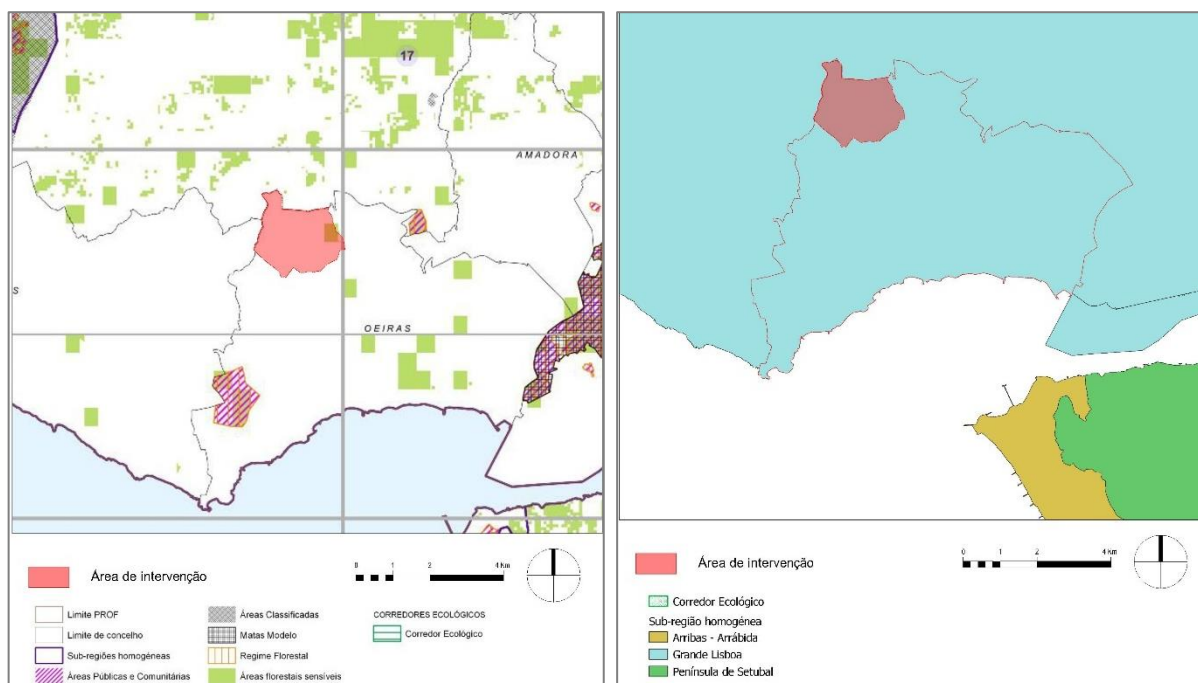 17
AMADORA
S
OEIRAS
Área de intervenção
0 1 2 4 Km
Limite PROF
Limite de concelho
Sub-regiões homogéneas
Áreas Públicas e Comunitárias
Áreas Classificadas
Matas Modelo
Regime Florestal
Áreas florestais sensíveis
CORREDORES ECOLÓGICOS
Corredor Ecológico
Área de intervenção
0 1 2 4 Km
Corredor Ecológico
Sub-região homogénea
Arribas - Arrábida
Grande Lisboa
Península de Setubal